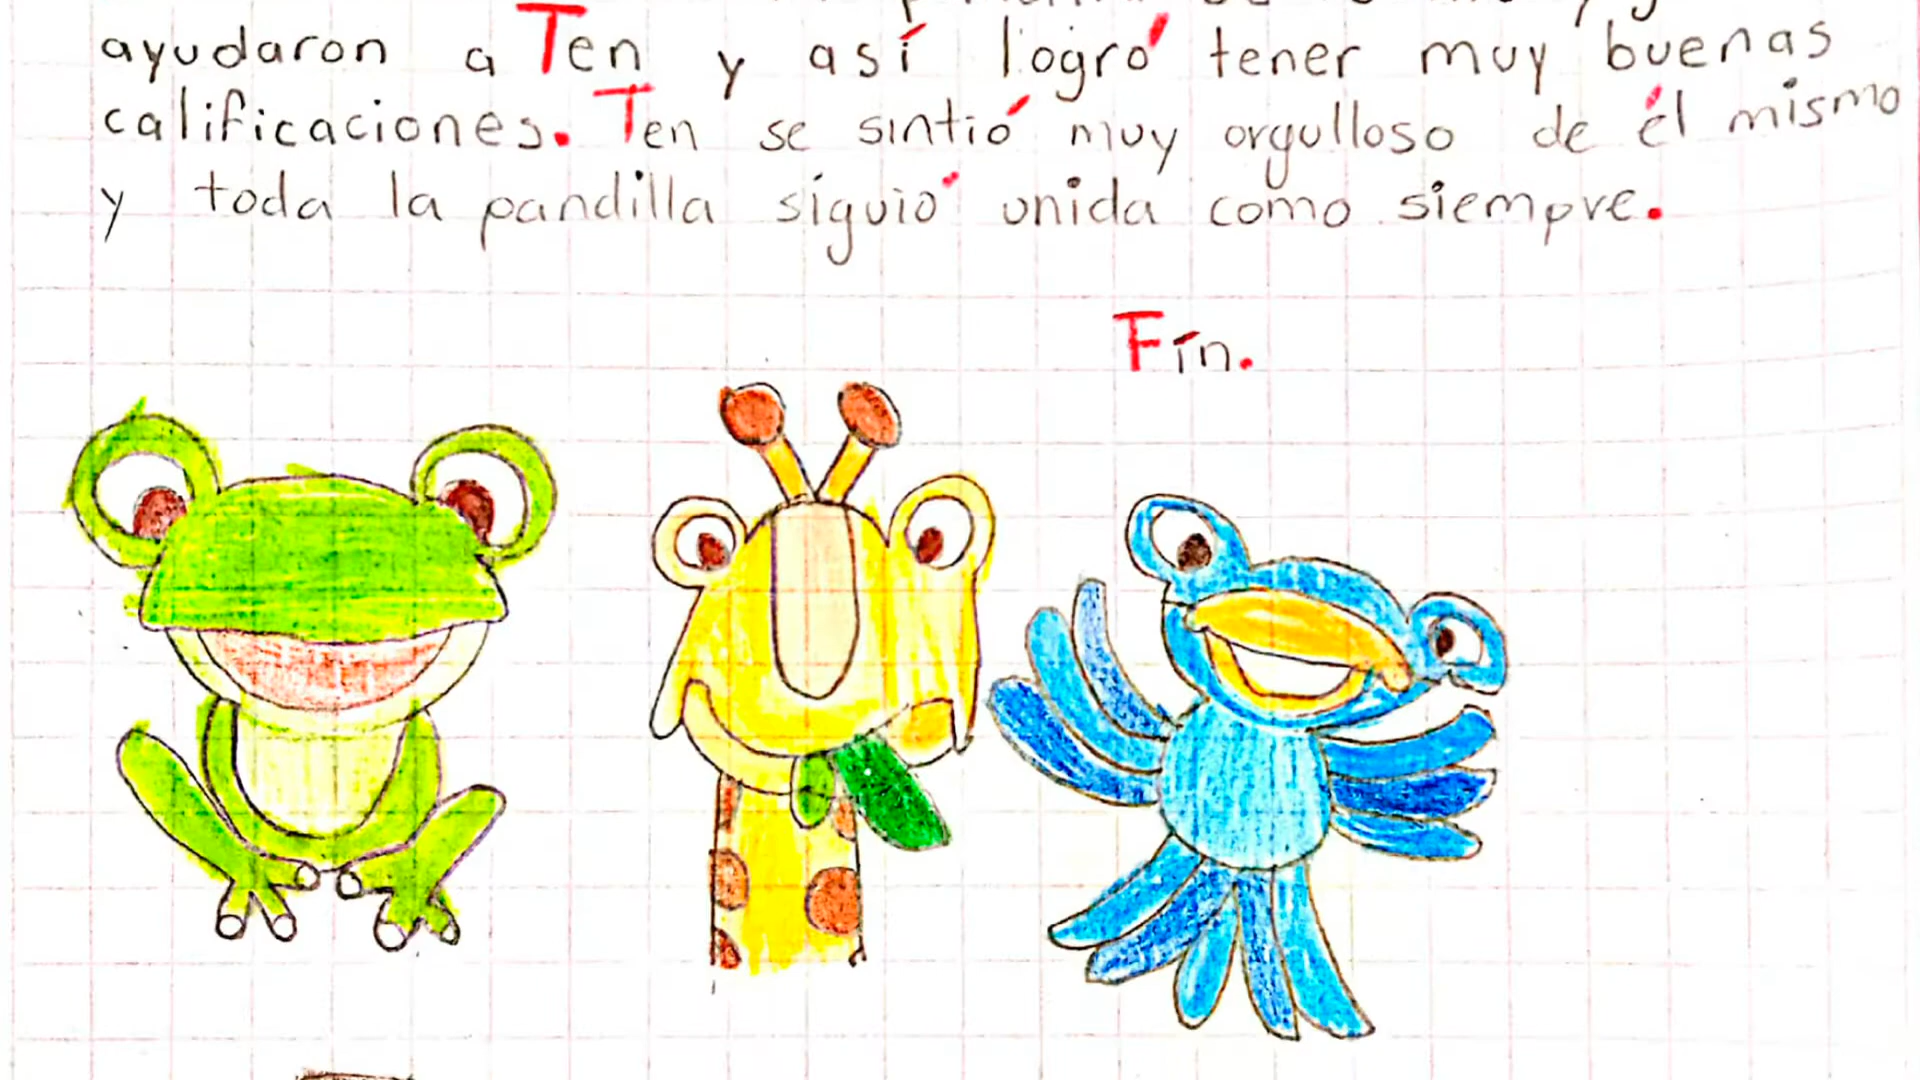 ayudaron a Ten y así logró tener muy buenas
calificaciones. Ten se sintió muy orgulloso de él mismo
y toda la pandilla siguió unida como siempre.
Fin.